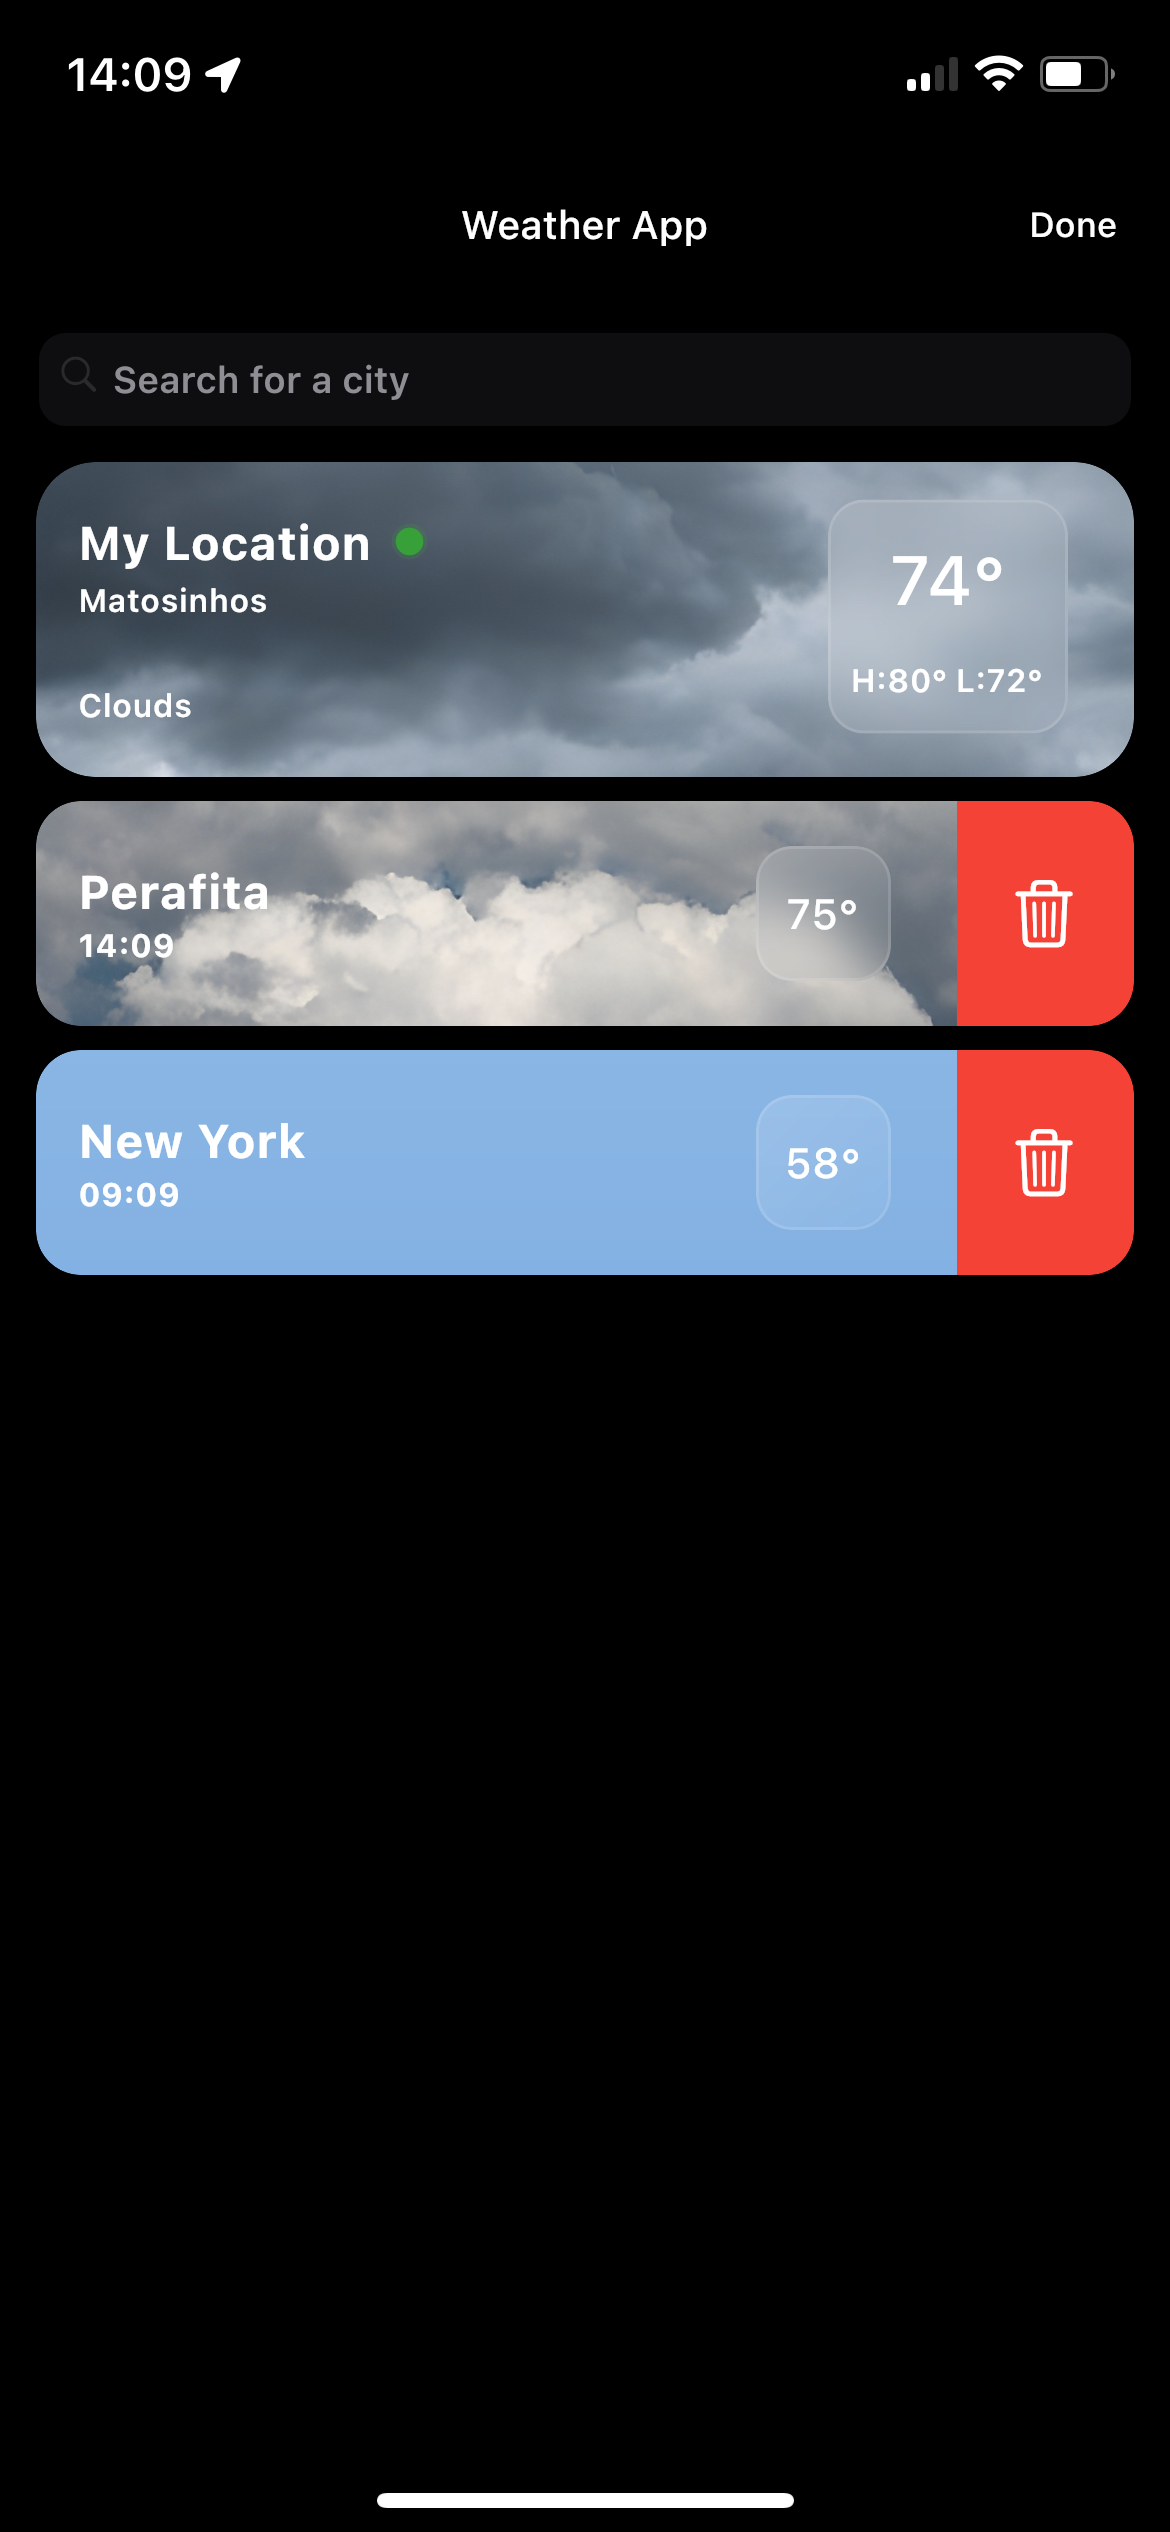 14:09
Weather App
Done
Search for a city
My Location
Matosinhos
Clouds
74°
H:80° L:72°
Perafita
14:09
75°
New York
09:09
58°